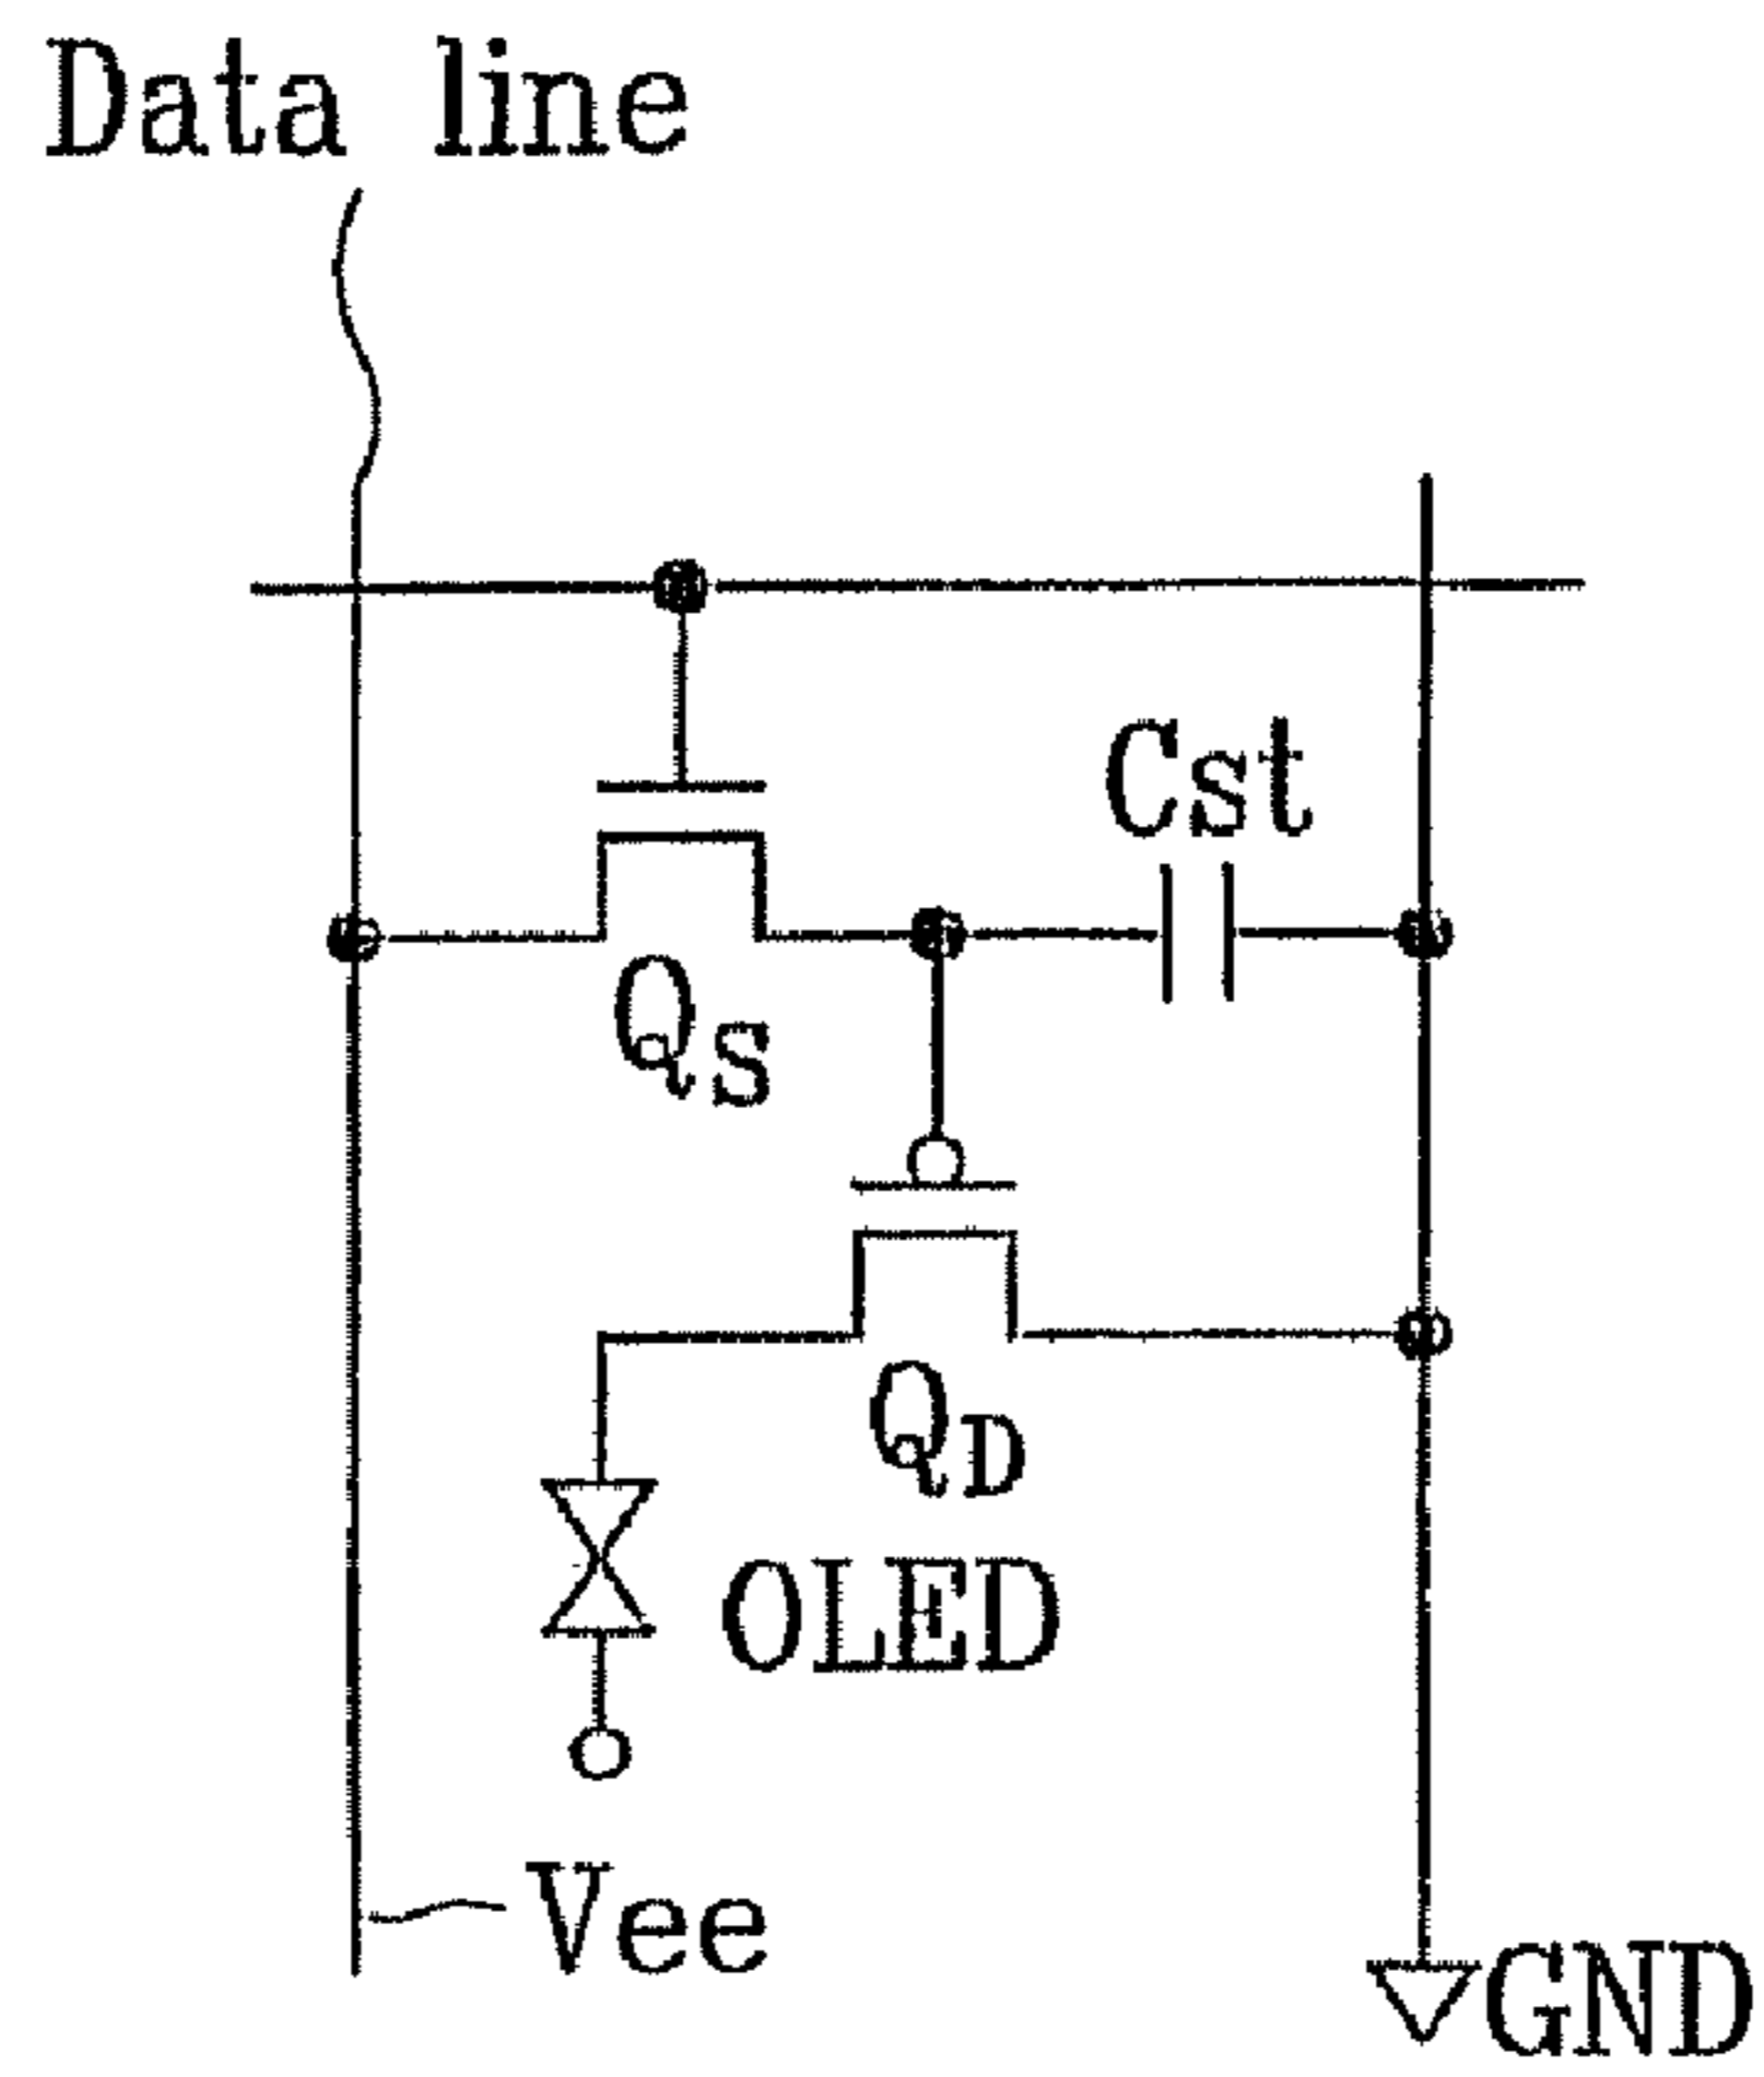 Data line
Cst
QS
QD
OLED
Vee
GND